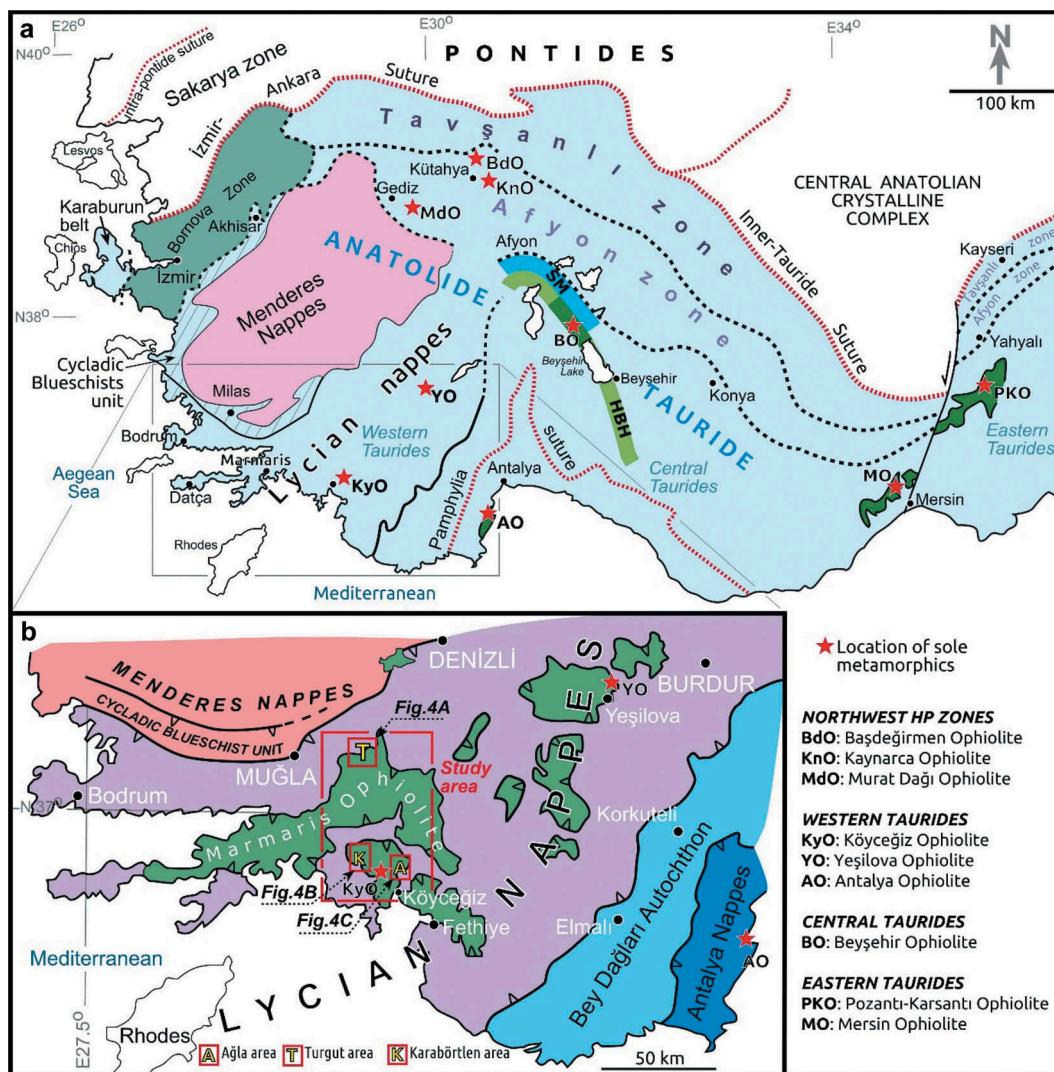 a
E26°
E30°
E34°
N40°
N38°
PONTIDES
N
100 km
Intra-pontide suture
Sakarya zone
İzmir-
Ankara
Suture
Tavşanlı zone
Afyon zone
Lesvos
Karaburun
belt
Chios
Bornova Zone
Akhisar
İzmir
Gediz
Kütahya
BdO
KnO
MdO
CENTRAL ANATOLIAN
CRYSTALLINE
COMPLEX
Inner-Tauride
Suture
Kayseri
Tavşanlı zone
Afyon zone
Yahyalı
ANATOLIDE
Afyon
SM
Menderes
Nappes
Cycladic
Blueschists
unit
Milas
BO
Beyşehir
Lake
Beyşehir
Konya
HBH
TAURIDE
PKO
Eastern
Taurides
Lycian nappes
YO
Western
Taurides
Bodrum
Marmaris
Aegean
Sea
Datça
KyO
Pamphylia
suture
Antalya
AO
Central
Taurides
MO
Mersin
Rhodes
Mediterranean
b
MENDERES NAPPES
CYCLADIC BLUESCHIST UNIT
DENİZLİ
Fig.4A
MUĞLA
T
Study
area
YO
Yeşilova
BURDUR
Bodrum
N37°
Marmaris Ophiolite
Korkuteli
K
A
Fig.4B
KyO
Köyceğiz
Fig.4C
Fethiye
Elmalı
LYCIAN NAPPES
Bey Dağları Autochthon
Antalya Nappes
AO
Mediterranean
E27.5°
Rhodes
A Ağla area
T Turgut area
K Karabörtlen area
50 km
Location of sole
metamorphics
NORTHWEST HP ZONES
BdO: Başdeğirmen Ophiolite
KnO: Kaynarca Ophiolite
MdO: Murat Dağı Ophiolite
WESTERN TAURIDES
KyO: Köyceğiz Ophiolite
YO: Yeşilova Ophiolite
AO: Antalya Ophiolite
CENTRAL TAURIDES
BO: Beyşehir Ophiolite
EASTERN TAURIDES
PKO: Pozantı-Karsantı Ophiolite
MO: Mersin Ophiolite